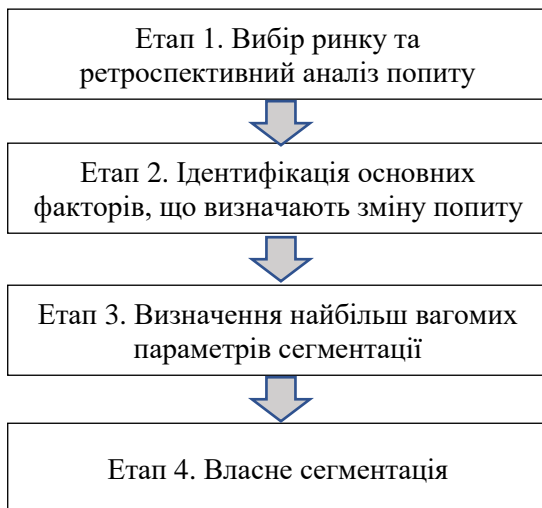 Етап 1. Вибір ринку та
ретроспективний аналіз попиту
Етап 2. Ідентифікація основних
факторів, що визначають зміну попиту
Етап 3. Визначення найбільш вагомих
параметрів сегментації
Етап 4. Власне сегментація